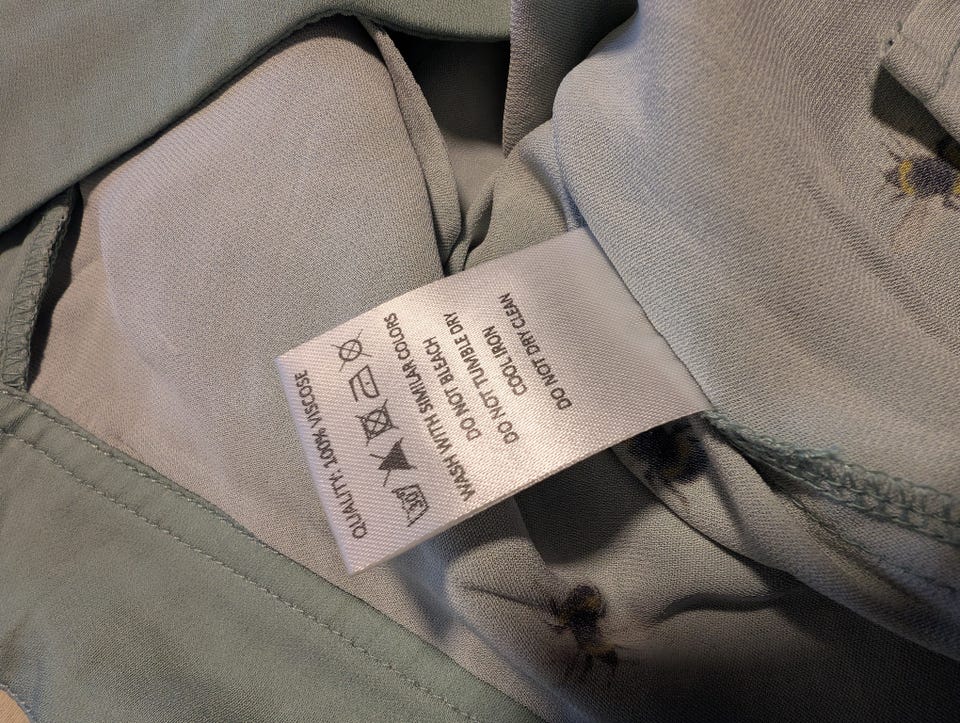 QUALITY: 100% VISCOSE
30°
WASH WITH SIMILAR COLORS
DO NOT BLEACH
DO NOT TUMBLE DRY
COOL IRON
DO NOT DRY CLEAN